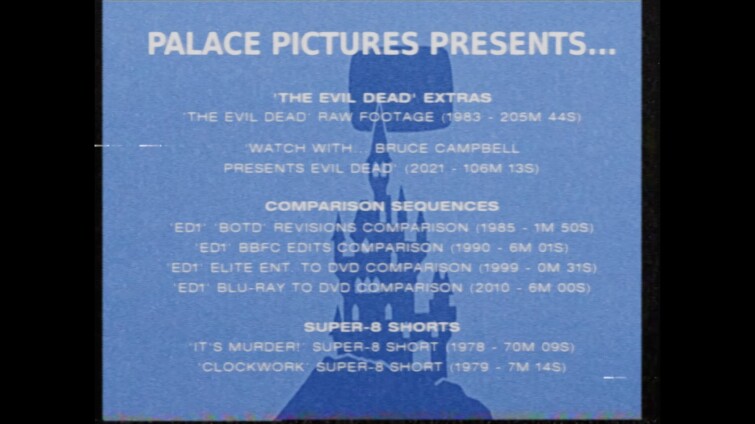 PALACE PICTURES PRESENTS...
'THE EVIL DEAD' EXTRAS
'THE EVIL DEAD' RAW FOOTAGE (1983 - 205M 44S)
'WATCH WITH... BRUCE CAMPBELL
PRESENTS EVIL DEAD' (2021 - 106M 13S)
COMPARISON SEQUENCES
'ED1' 'BOTD' REVISIONS COMPARISON (1985 - 1M 50S)
'ED1' BBFC EDITS COMPARISON (1990 - 6M 01S)
'ED1' ELITE ENT. TO DVD COMPARISON (1999 - 0M 31S)
'ED1' BLU-RAY TO DVD COMPARISON (2010 - 6M 00S)
SUPER-8 SHORTS
'IT'S MURDER!' SUPER-8 SHORT (1978 - 70M 09S)
'CLOCKWORK' SUPER-8 SHORT (1979 - 7M 14S)